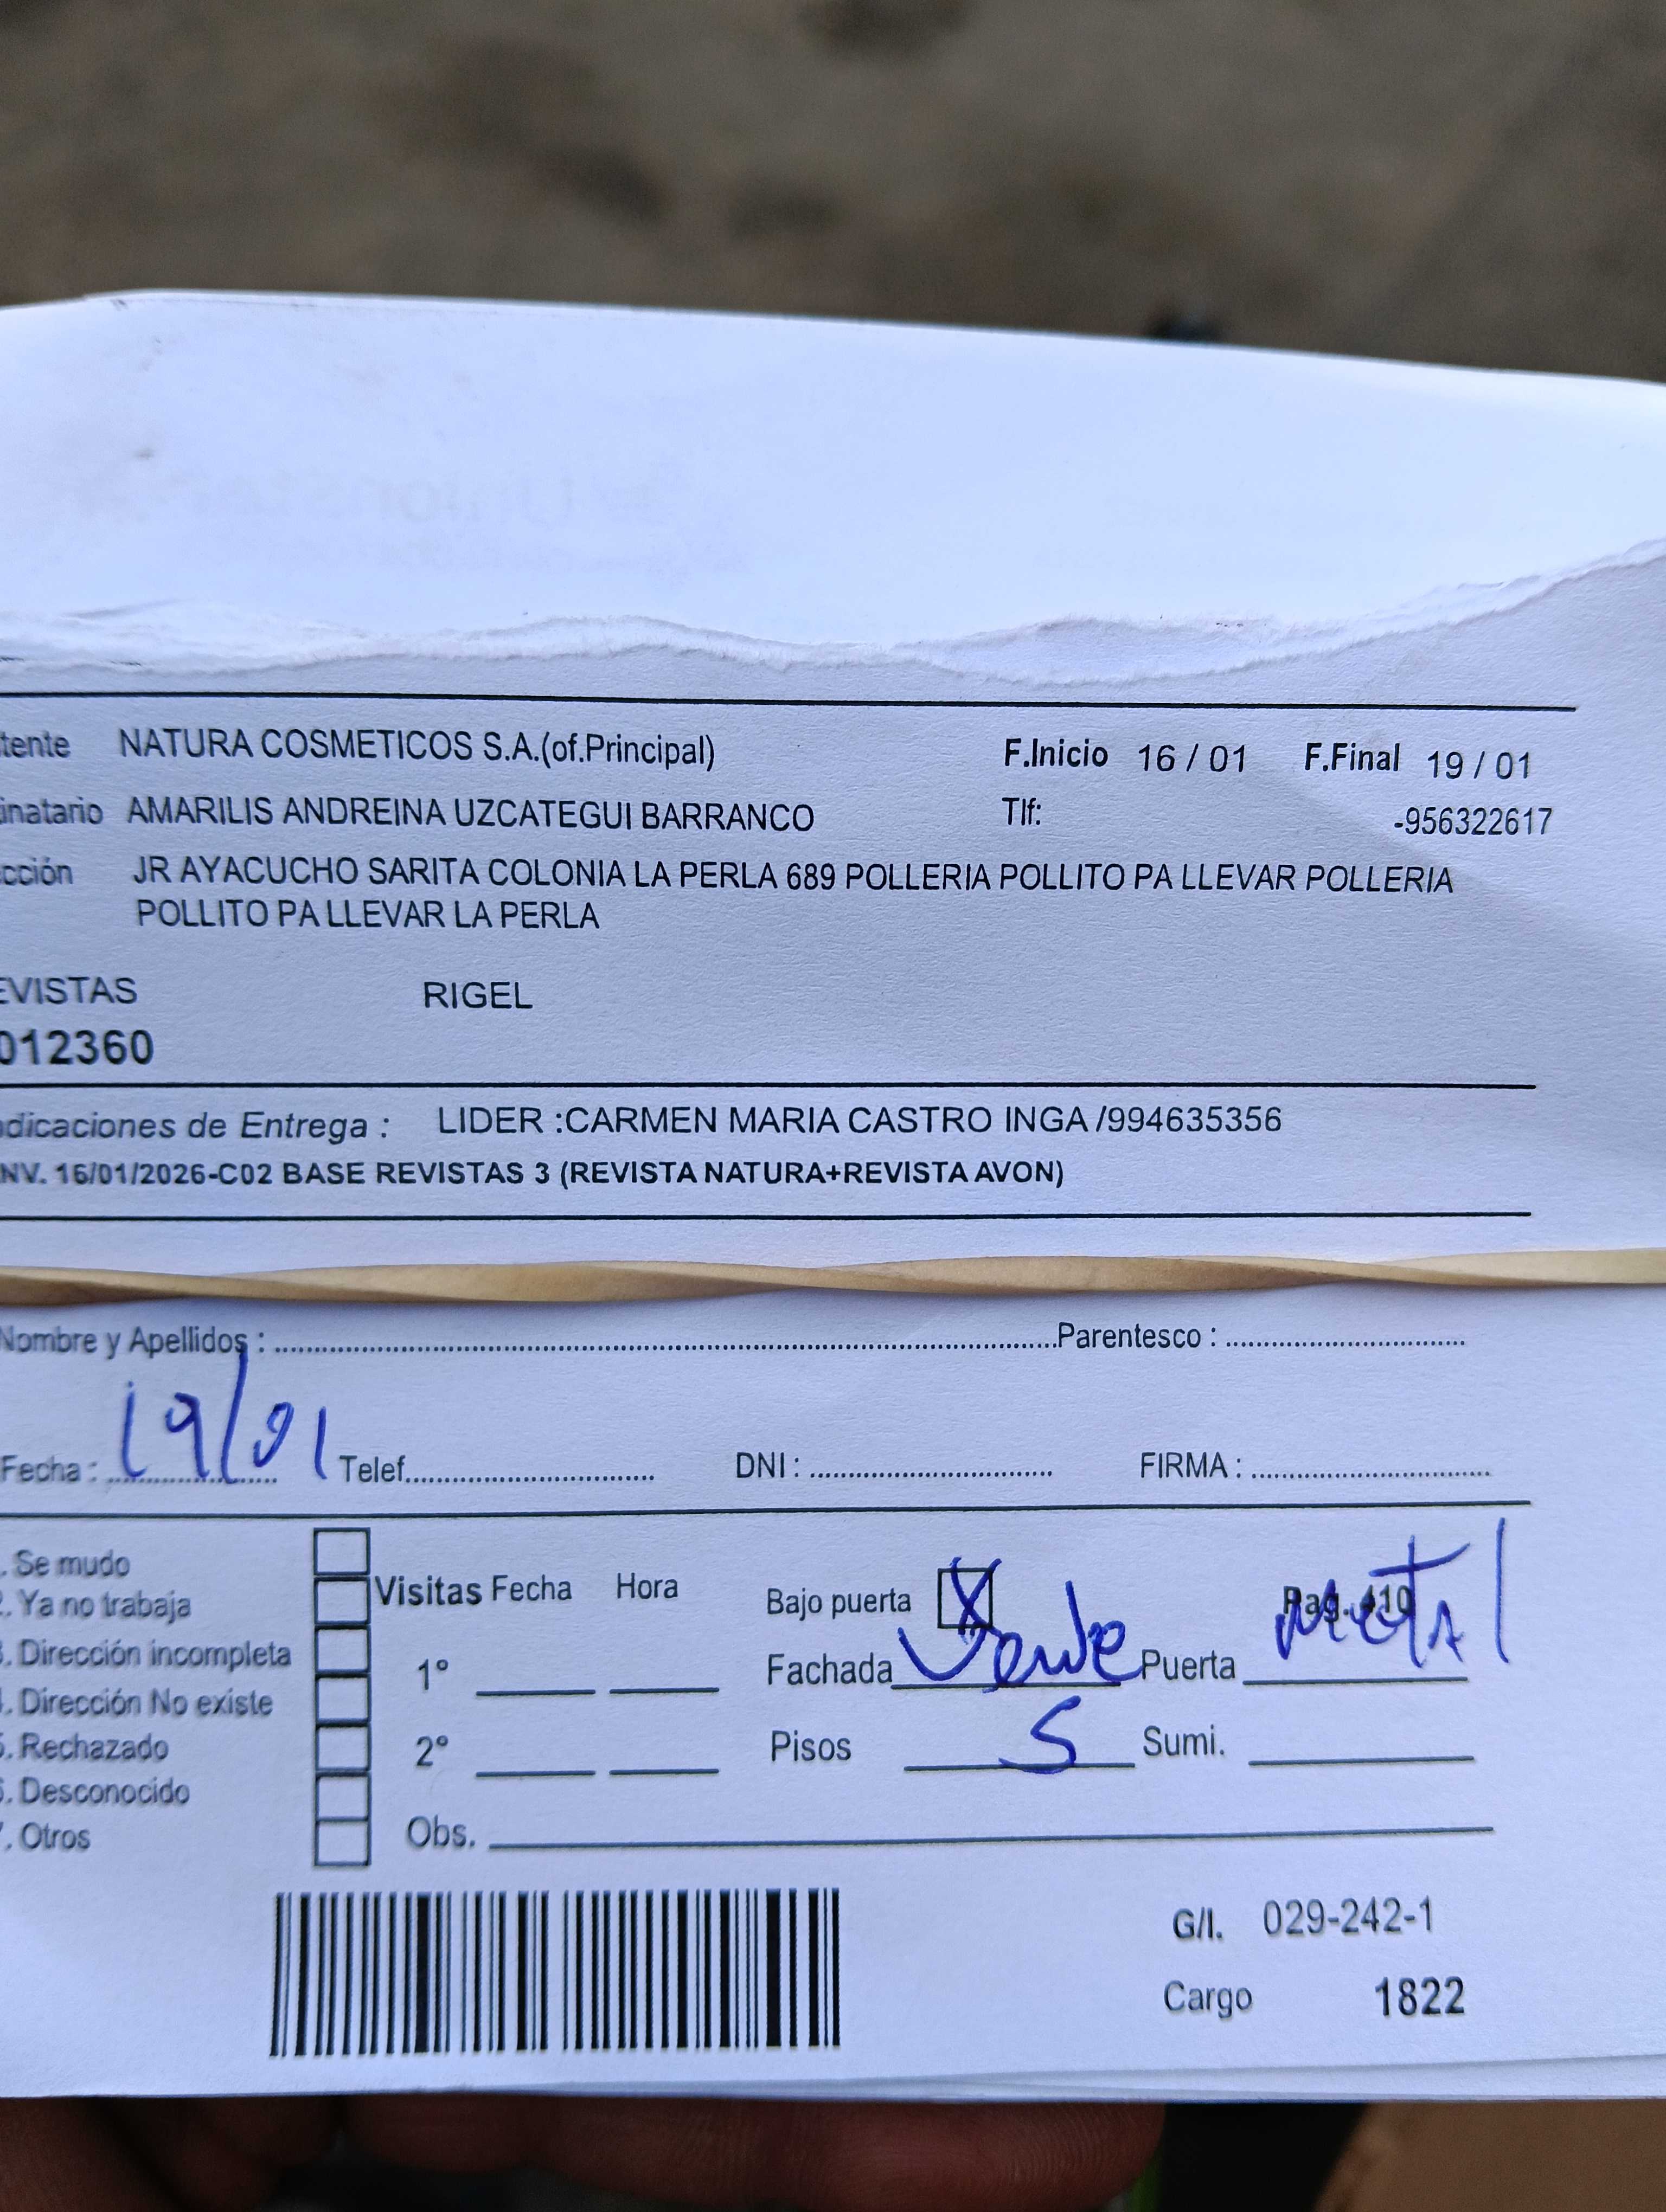 tente NATURA COSMETICOS S.A.(of.Principal) F.Inicio 16 / 01 F.Final 19 / 01
inatario AMARILIS ANDREINA UZCATEGUI BARRANCO Tlf: -956322617
cción JR AYACUCHO SARITA COLONIA LA PERLA 689 POLLERIA POLLITO PA LLEVAR POLLERIA
POLLITO PA LLEVAR LA PERLA
EVISTAS RIGEL
012360
dicaciones de Entrega : LIDER :CARMEN MARIA CASTRO INGA /994635356
NV. 16/01/2026-C02 BASE REVISTAS 3 (REVISTA NATURA+REVISTA AVON)
Nombre y Apellidos : Parentesco :
Fecha : 19/01 Telef. DNI : FIRMA :
. Se mudo
. Ya no trabaja
. Dirección incompleta
. Dirección No existe
5. Rechazado
6. Desconocido
. Otros
Visitas Fecha Hora
1°
2°
Obs.
Bajo puerta X Pag. 410
Fachada Verde Puerta metal
Pisos 5 Sumi.
G/I. 029-242-1
Cargo 1822